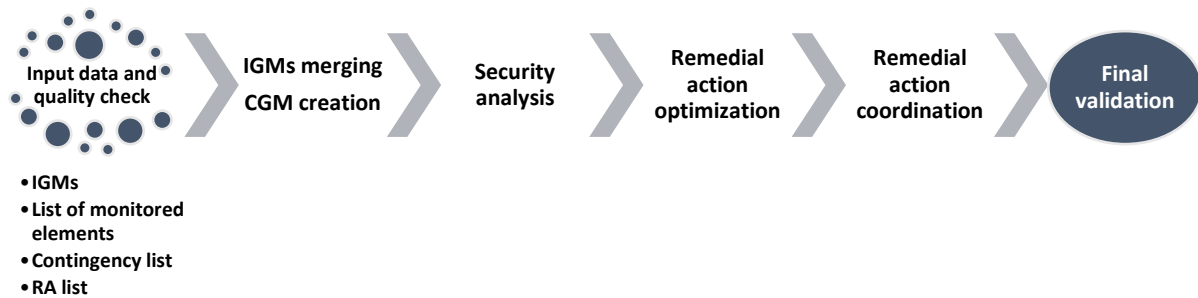 Input data and
quality check
IGMs merging
CGM creation
Security
analysis
Remedial
action
optimization
Remedial
action
coordination
Final
validation
•IGMs
•List of monitored
elements
•Contingency list
•RA list